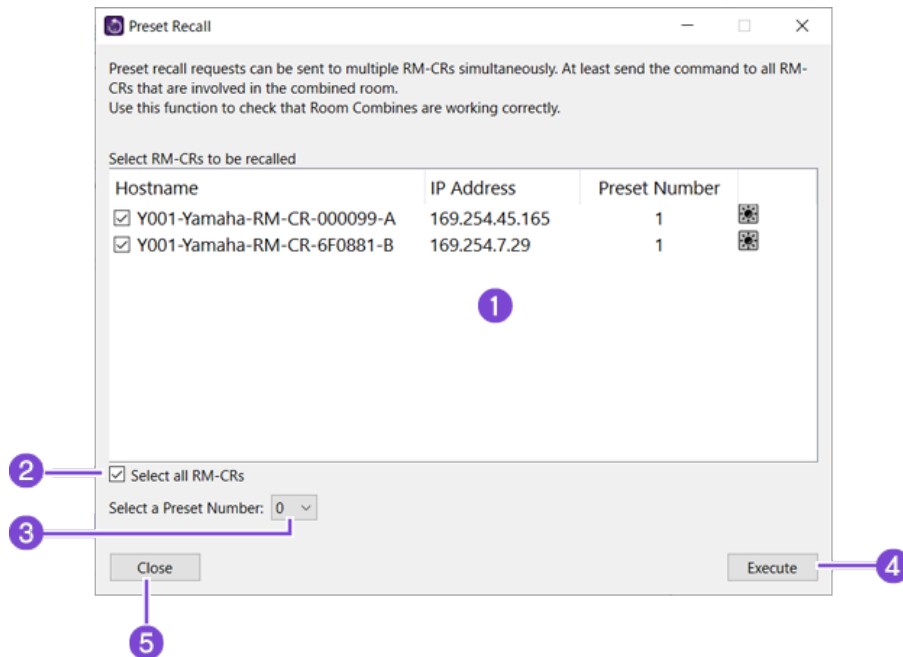 Preset Recall
Preset recall requests can be sent to multiple RM-CRs simultaneously. At least send the command to all RM-
CRs that are involved in the combined room.
Use this function to check that Room Combines are working correctly.
Select RM-CRs to be recalled
Hostname IP Address Preset Number
Y001-Yamaha-RM-CR-000099-A 169.254.45.165 1
Y001-Yamaha-RM-CR-6F0881-B 169.254.7.29 1
1
2 Select all RM-CRs
Select a Preset Number: 0
3
Close Execute 4
5